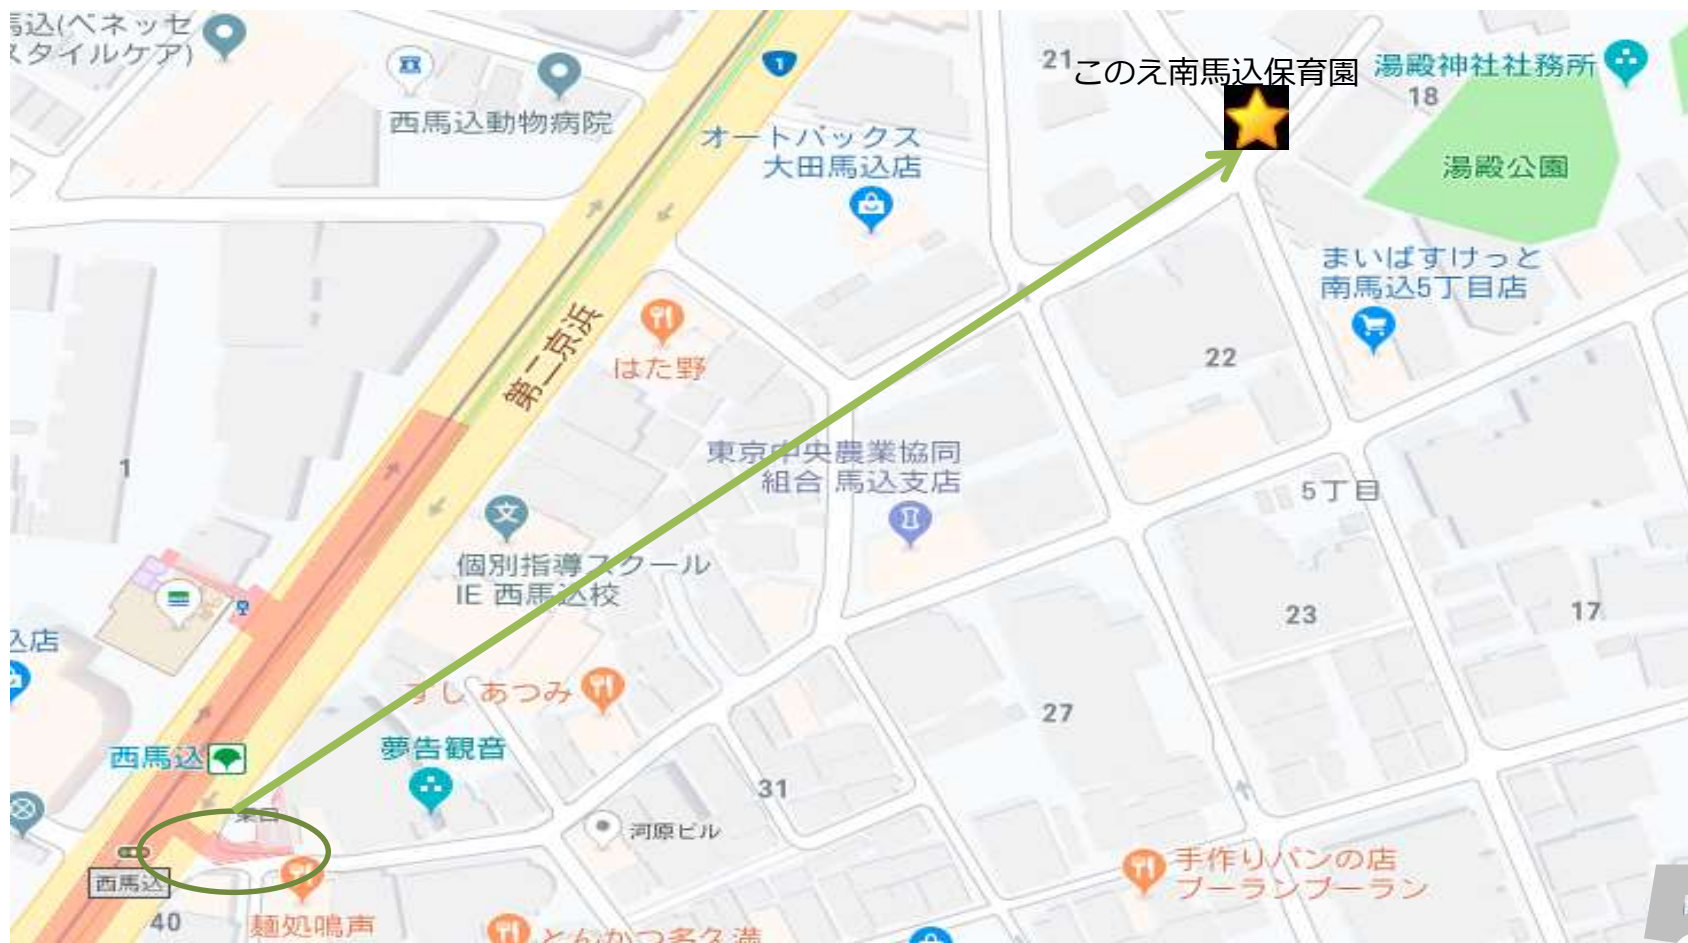 馬込(ベネッセ
スタイルケア)
西馬込動物病院
1
オートバックス
大田馬込店
21
このえ南馬込保育園
湯殿神社社務所
18
湯殿公園
まいばすけっと
南馬込5丁目店
第二京浜
はた野
22
1
東京中央農業協同
組合 馬込支店
5丁目
個別指導スクール
IE 西馬込校
23
17
込店
すし あつみ
27
西馬込
夢告観音
31
東口
河原ビル
西馬込
手作りパンの店
ブーランブーラン
40
麺処鳴声
とんかつ多久満